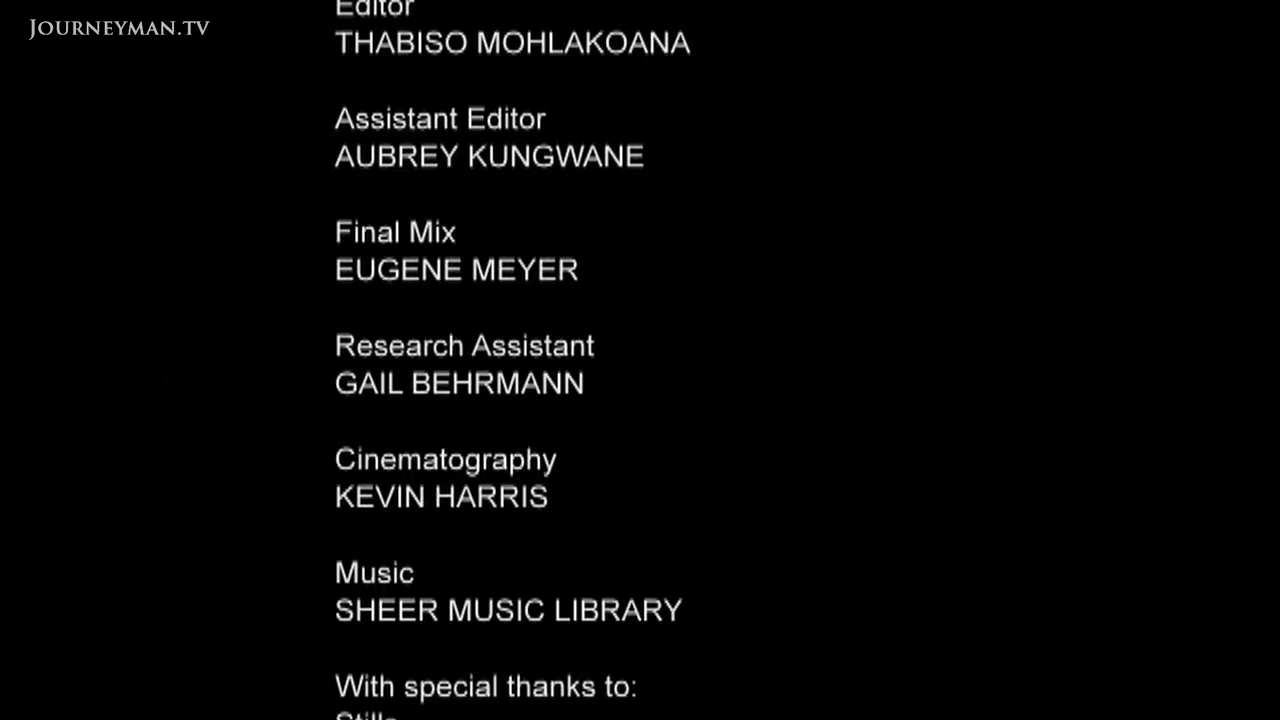 JOURNEYMAN.TV
Editor
THABISO MOHLAKOANA
Assistant Editor
AUBREY KUNGWANE
Final Mix
EUGENE MEYER
Research Assistant
GAIL BEHRMANN
Cinematography
KEVIN HARRIS
Music
SHEER MUSIC LIBRARY
With special thanks to: